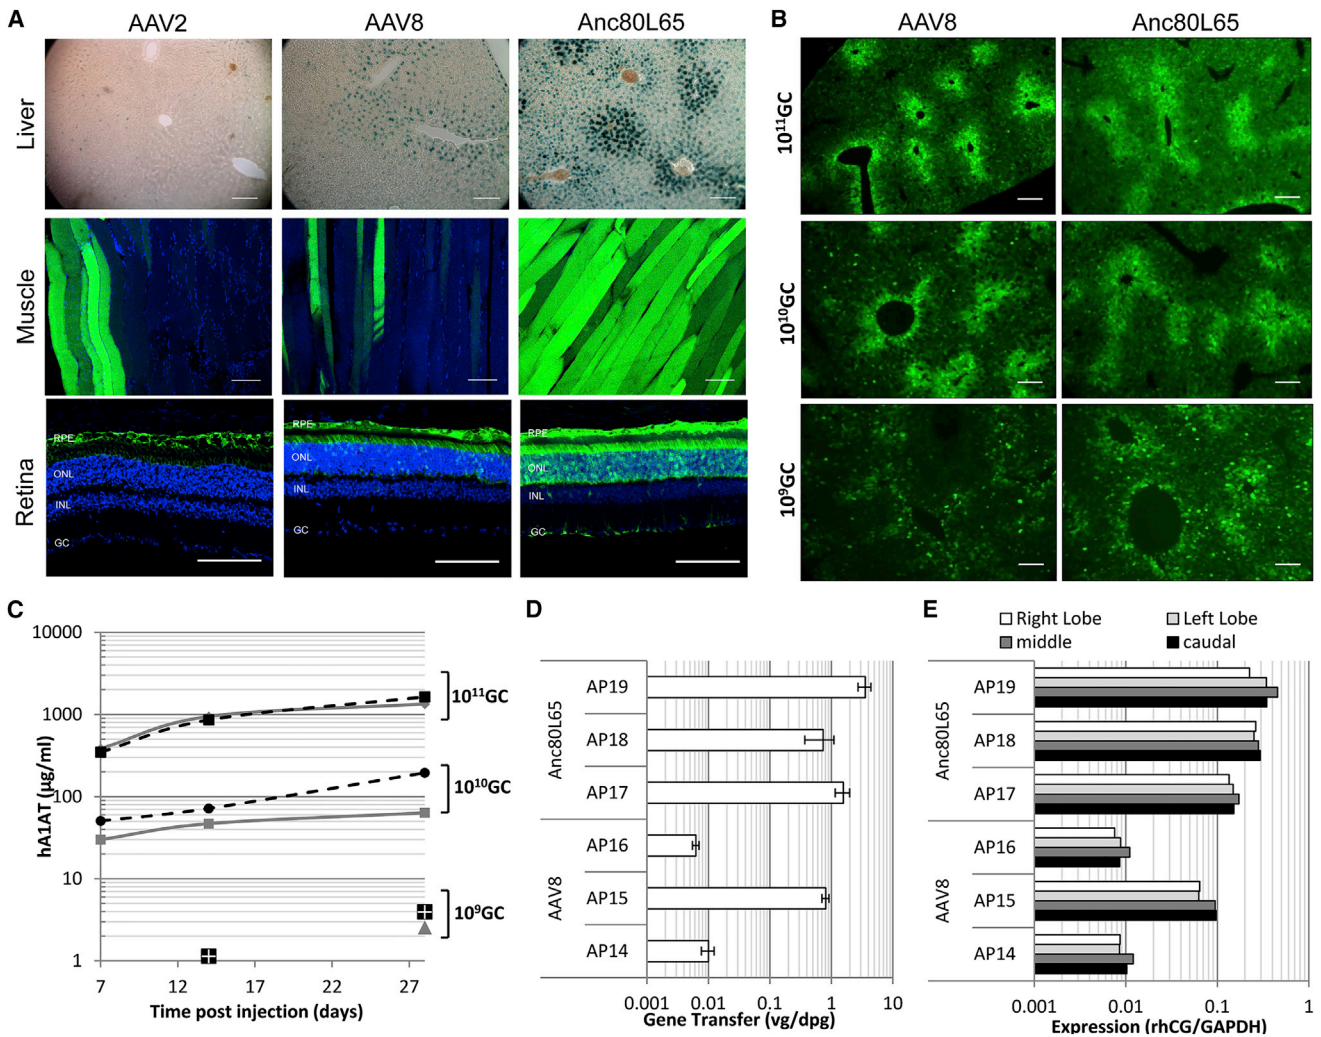 A
AAV2
AAV8
Anc80L65
Liver
Muscle
Retina
RPE
ONL
INL
GC
RPE
ONL
INL
GC
RPE
ONL
INL
GC
B
AAV8
Anc80L65
10¹¹GC
10¹⁰GC
10⁹GC
C
hA1AT (µg/ml)
10000
1000
100
10
1
10¹¹GC
10¹⁰GC
10⁹GC
7 12 17 22 27
Time post injection (days)
D
Anc80L65
AAV8
AP19
AP18
AP17
AP16
AP15
AP14
0.001 0.01 0.1 1 10
Gene Transfer (vg/dpg)
E
Right Lobe Left Lobe
middle caudal
Anc80L65
AAV8
AP19
AP18
AP17
AP16
AP15
AP14
0.001 0.01 0.1 1
Expression (rhCG/GAPDH)